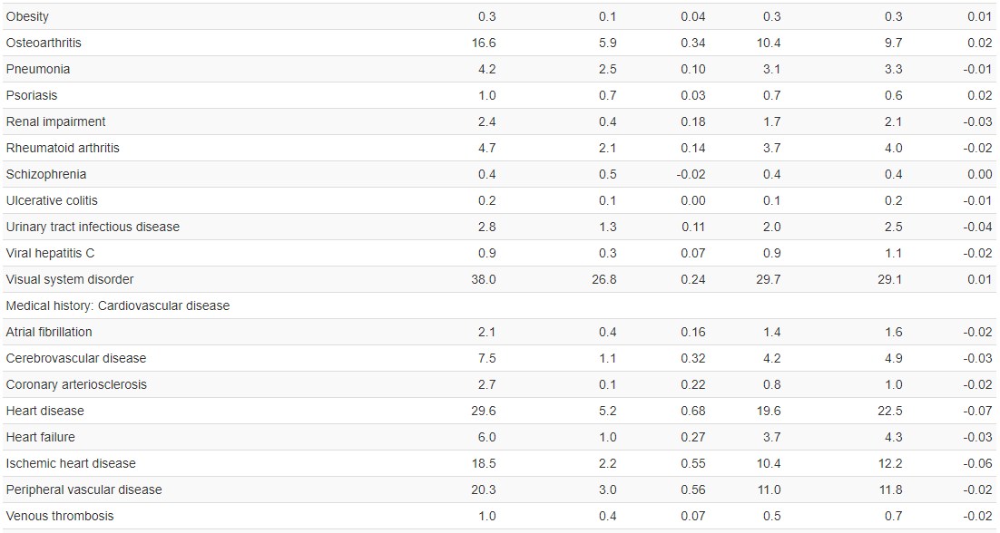 Obesity 0.3 0.1 0.04 0.3 0.3 0.01
Osteoarthritis 16.6 5.9 0.34 10.4 9.7 0.02
Pneumonia 4.2 2.5 0.10 3.1 3.3 -0.01
Psoriasis 1.0 0.7 0.03 0.7 0.6 0.02
Renal impairment 2.4 0.4 0.18 1.7 2.1 -0.03
Rheumatoid arthritis 4.7 2.1 0.14 3.7 4.0 -0.02
Schizophrenia 0.4 0.5 -0.02 0.4 0.4 0.00
Ulcerative colitis 0.2 0.1 0.00 0.1 0.2 -0.01
Urinary tract infectious disease 2.8 1.3 0.11 2.0 2.5 -0.04
Viral hepatitis C 0.9 0.3 0.07 0.9 1.1 -0.02
Visual system disorder 38.0 26.8 0.24 29.7 29.1 0.01
Medical history: Cardiovascular disease
Atrial fibrillation 2.1 0.4 0.16 1.4 1.6 -0.02
Cerebrovascular disease 7.5 1.1 0.32 4.2 4.9 -0.03
Coronary arteriosclerosis 2.7 0.1 0.22 0.8 1.0 -0.02
Heart disease 29.6 5.2 0.68 19.6 22.5 -0.07
Heart failure 6.0 1.0 0.27 3.7 4.3 -0.03
Ischemic heart disease 18.5 2.2 0.55 10.4 12.2 -0.06
Peripheral vascular disease 20.3 3.0 0.56 11.0 11.8 -0.02
Venous thrombosis 1.0 0.4 0.07 0.5 0.7 -0.02